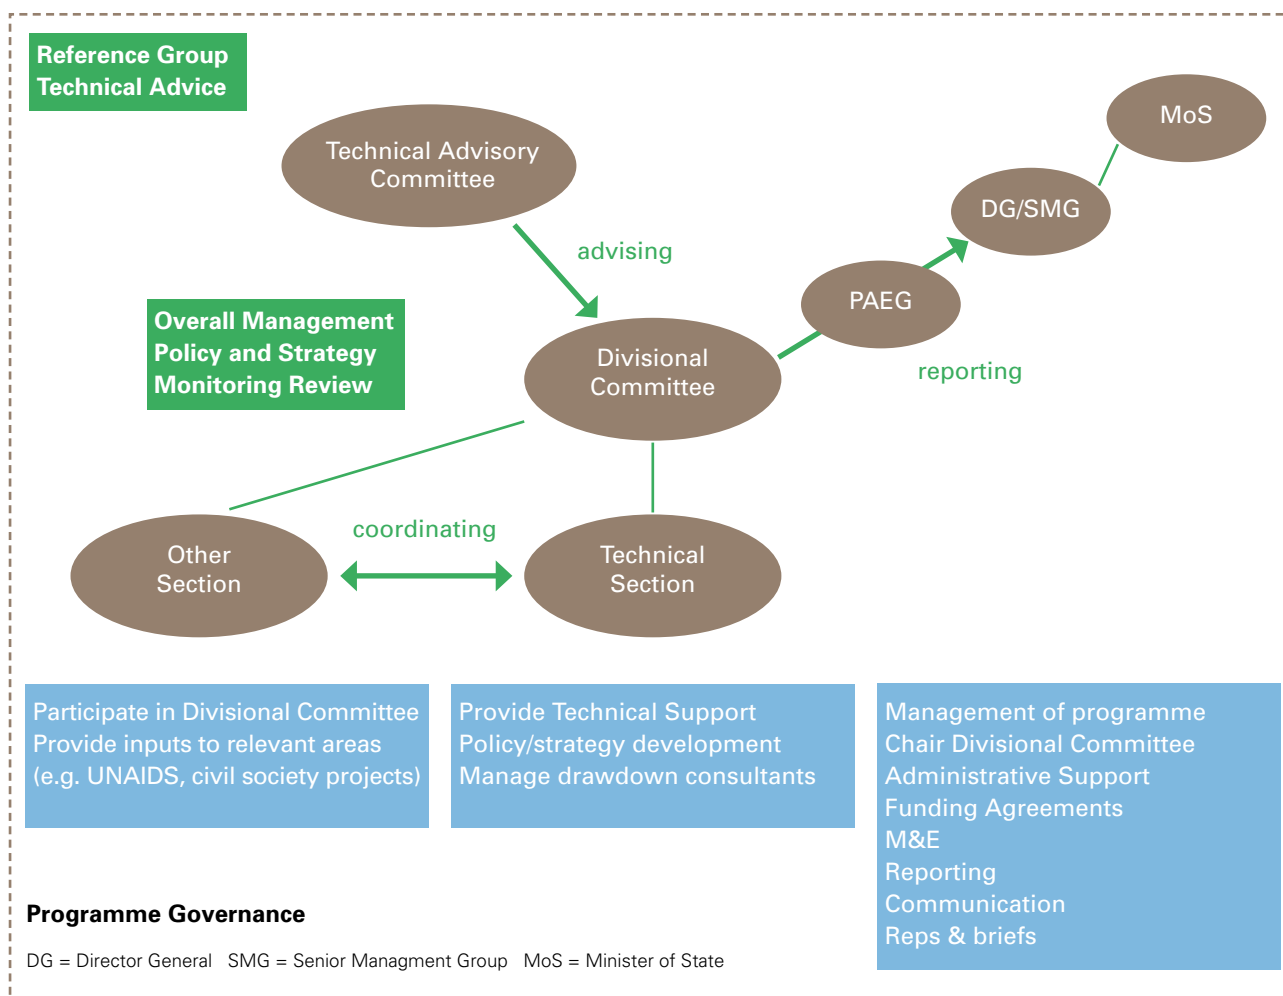 Reference Group
Technical Advice
MoS
Technical Advisory
Committee
DG/SMG
advising
PAEG
Overall Management
Policy and Strategy
Monitoring Review
Divisional
Committee
reporting
coordinating
Other
Section
Technical
Section
Participate in Divisional Committee
Provide inputs to relevant areas
(e.g. UNAIDS, civil society projects)
Provide Technical Support
Policy/strategy development
Manage drawdown consultants
Management of programme
Chair Divisional Committee
Administrative Support
Funding Agreements
M&E
Reporting
Communication
Reps & briefs
Programme Governance
DG = Director General SMG = Senior Managment Group MoS = Minister of State